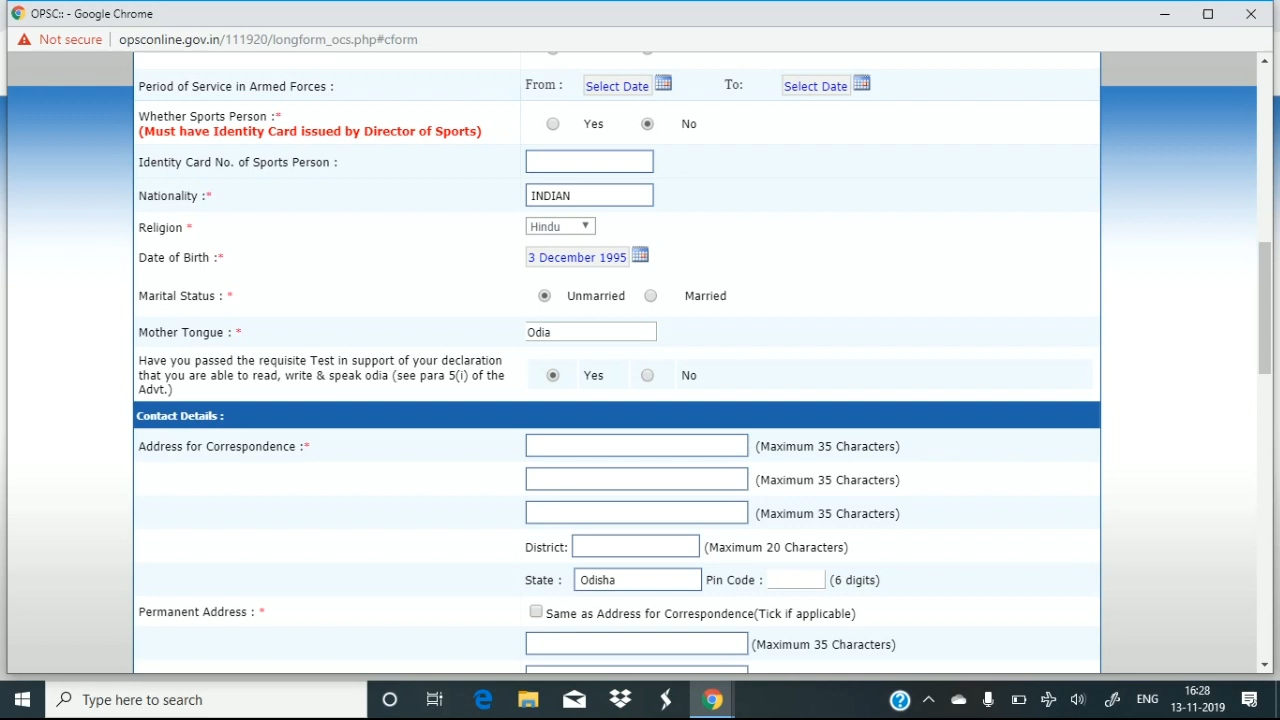 OPSC:: - Google Chrome
Not secure | opsconline.gov.in/111920/longform_ocs.php#cform
Period of Service in Armed Forces : From : Select Date To: Select Date
Whether Sports Person :* Yes No
(Must have Identity Card issued by Director of Sports)
Identity Card No. of Sports Person :
Nationality :* INDIAN
Religion * Hindu
Date of Birth :* 3 December 1995
Marital Status : * Unmarried Married
Mother Tongue : * Odia
Have you passed the requisite Test in support of your declaration
that you are able to read, write & speak odia (see para 5(i) of the Yes No
Advt.)
Contact Details :
Address for Correspondence :* (Maximum 35 Characters)
(Maximum 35 Characters)
(Maximum 35 Characters)
District: (Maximum 20 Characters)
State : Odisha Pin Code : (6 digits)
Permanent Address : * Same as Address for Correspondence(Tick if applicable)
(Maximum 35 Characters)
Type here to search
ENG
16:28
13-11-2019